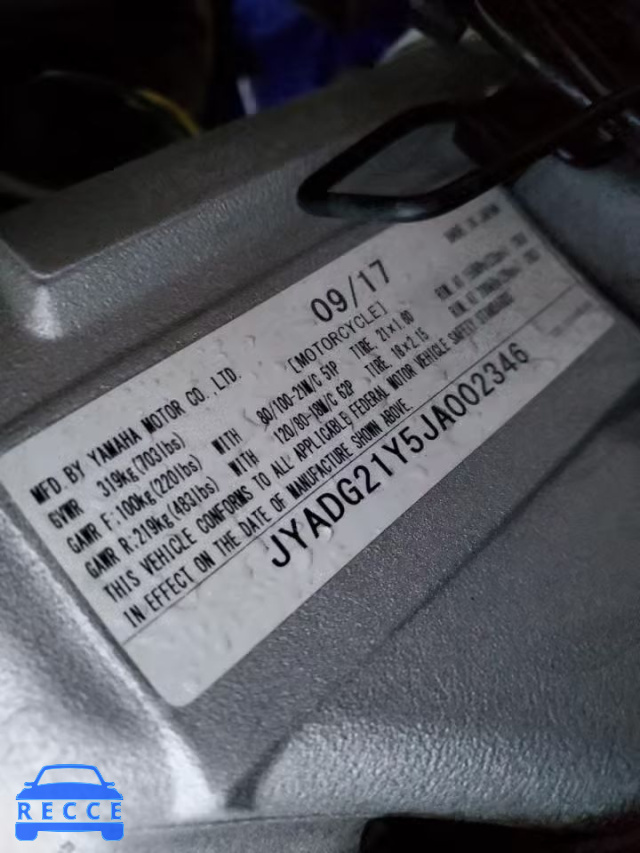 MFD. BY YAMAHA MOTOR CO., LTD. 09/17 MADE IN JAPAN
[MOTORCYCLE]
GVWR 319kg(703lbs)
GAWR F:100kg(220lbs) WITH 80/100-21M/C 51P TIRE 21×1.60
GAWR R:219kg(483lbs) WITH 120/80-18M/C 62P TIRE 18×2.15
THIS VEHICLE CONFORMS TO ALL APPLICABLE FEDERAL MOTOR VEHICLE SAFETY STANDARDS
IN EFFECT ON THE DATE OF MANUFACTURE SHOWN ABOVE.
JYADG21Y5JA002346
RECCE